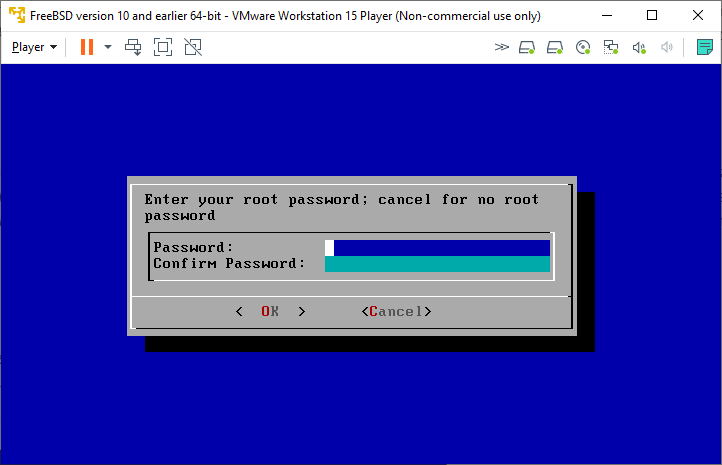 FreeBSD version 10 and earlier 64-bit - VMware Workstation 15 Player (Non-commercial use only)
Player
Enter your root password; cancel for no root
password
Password:
Confirm Password:
< OK > <Cancel>